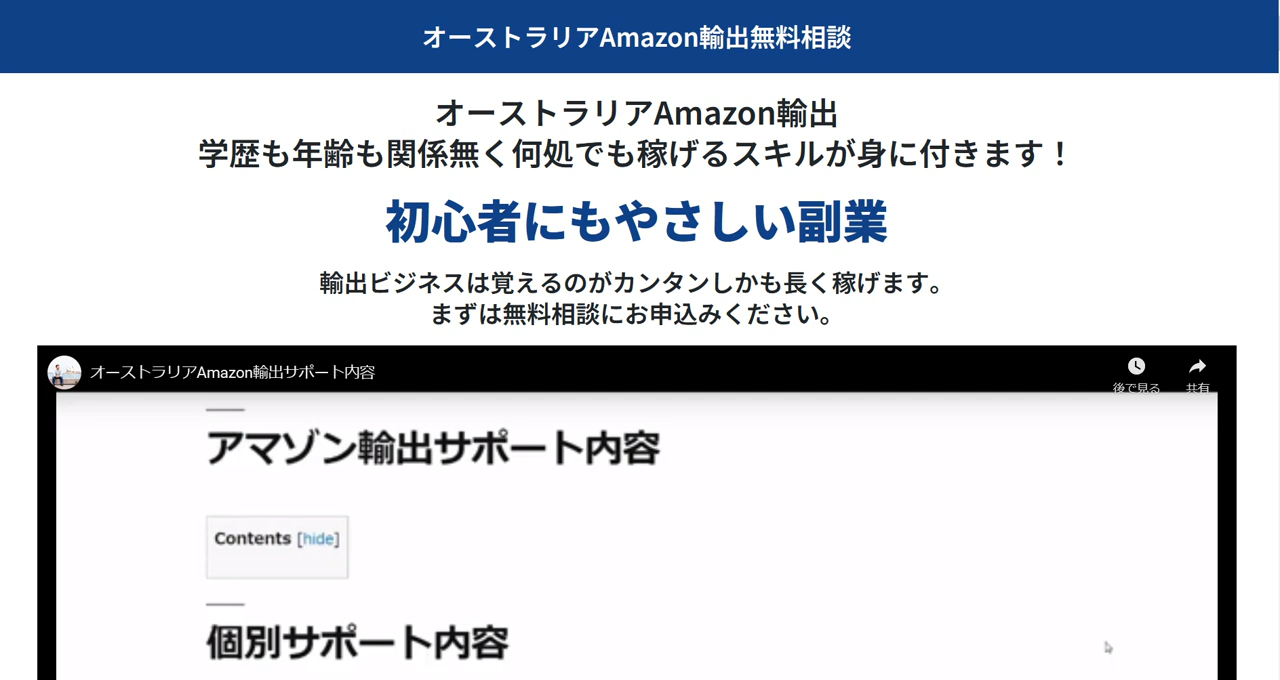 オーストラリアAmazon輸出無料相談
オーストラリアAmazon輸出
学歴も年齢も関係無く何処でも稼げるスキルが身に付きます！
初心者にもやさしい副業
輸出ビジネスは覚えるのがカンタンしかも長く稼げます。
まずは無料相談にお申込みください。
オーストラリアAmazon輸出サポート内容
後で見る
共有
アマゾン輸出サポート内容
Contents [hide]
個別サポート内容